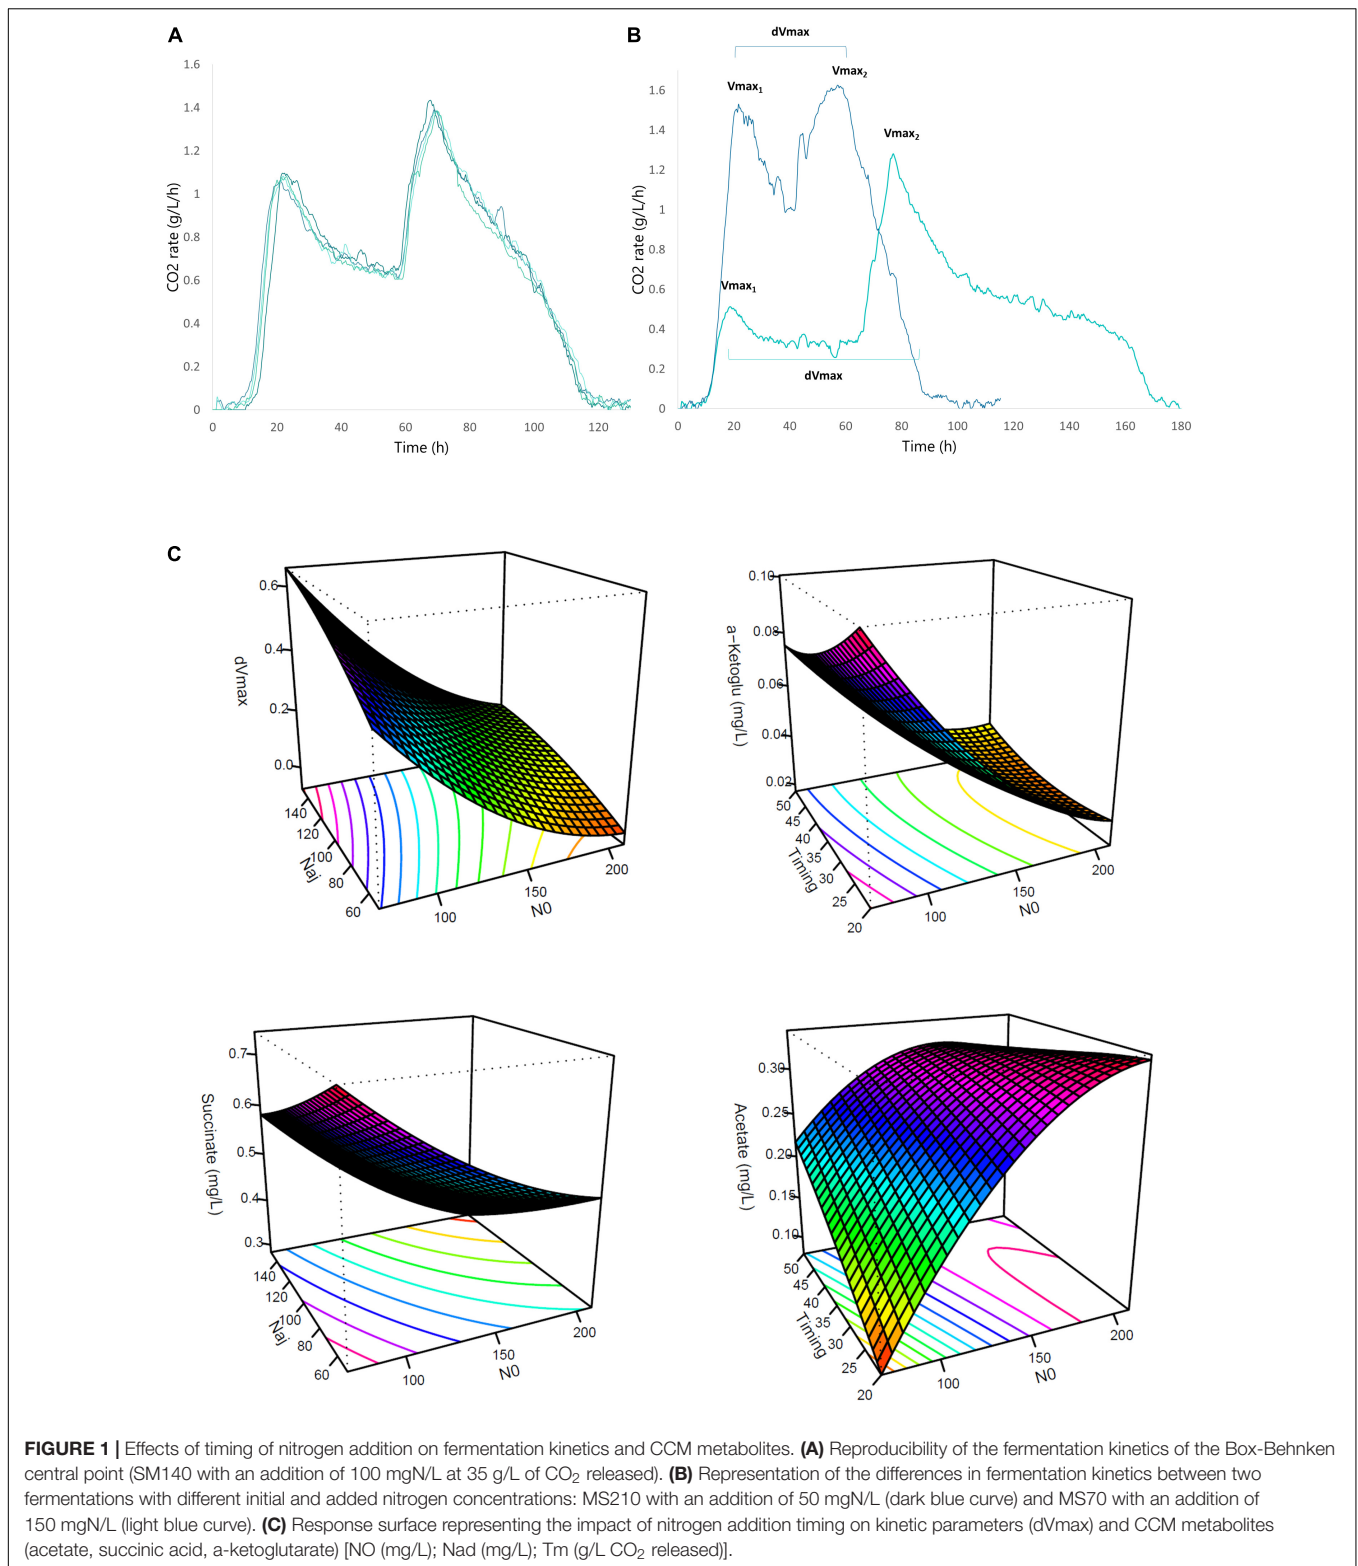 A
1.6
1.4
1.2
1
0.8
0.6
0.4
0.2
0
CO2 rate (g/L/h)
0 20 40 60 80 100 120
Time (h)
B
dVmax
Vmax1
Vmax2
Vmax2
Vmax1
dVmax
1.6
1.4
1.2
1
0.8
0.6
0.4
0.2
0
CO2 rate (g/L/h)
0 20 40 60 80 100 120 140 160 180
Time (h)
C
0.6
0.4
0.2
0.0
dVmax
140
120
100
80
60
Naj
100
150
200
N0
0.10
0.08
0.06
0.04
0.02
a-Ketoglu (mg/L)
50
45
40
35
30
25
20
Timing
100
150
200
N0
0.7
0.6
0.5
0.4
0.3
Succinate (mg/L)
140
120
100
80
60
Naj
100
150
200
N0
0.30
0.25
0.20
0.15
0.10
Acetate (mg/L)
50
45
40
35
30
25
20
Timing
100
150
200
N0
FIGURE 1 | Effects of timing of nitrogen addition on fermentation kinetics and CCM metabolites. (A) Reproducibility of the fermentation kinetics of the Box-Behnken
central point (SM140 with an addition of 100 mgN/L at 35 g/L of CO2 released). (B) Representation of the differences in fermentation kinetics between two
fermentations with different initial and added nitrogen concentrations: MS210 with an addition of 50 mgN/L (dark blue curve) and MS70 with an addition of
150 mgN/L (light blue curve). (C) Response surface representing the impact of nitrogen addition timing on kinetic parameters (dVmax) and CCM metabolites
(acetate, succinic acid, a-ketoglutarate) [NO (mg/L); Nad (mg/L); Tm (g/L CO2 released)].